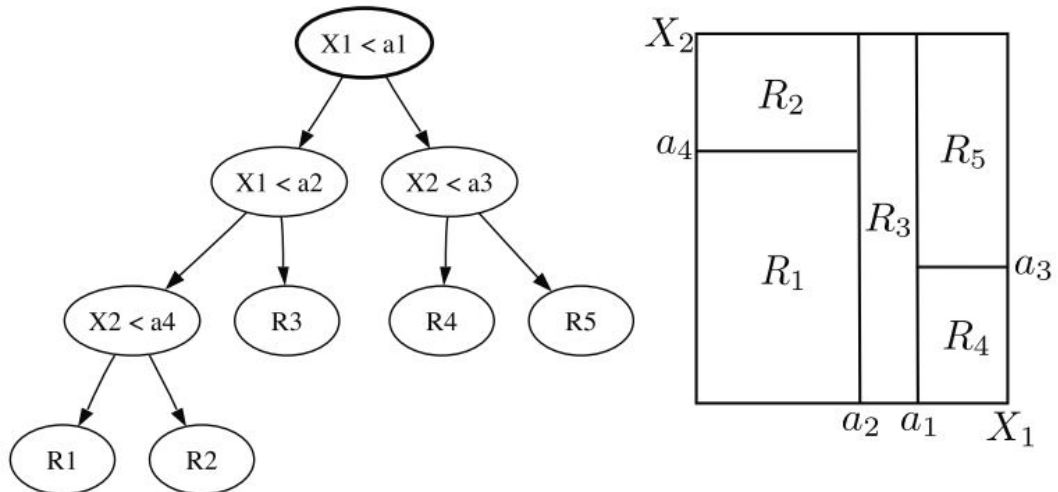 X1 < a1
X1 < a2
X2 < a3
X2 < a4
R3
R4
R5
R1
R2
X₂
R₂
a₄
R₅
R₃
R₁
a₃
R₄
a₂
a₁
X₁